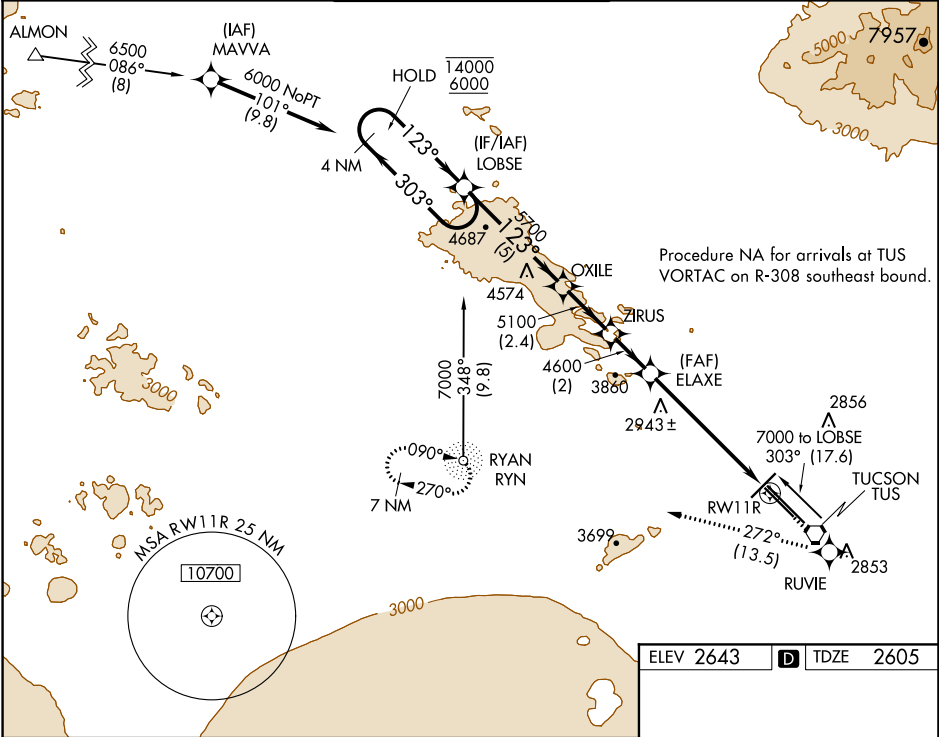 ALMON
6500
086°
(8)
(IAF)
MAVVA
6000 NoPT
101°
(9.8)
HOLD
14000
6000
4 NM
123°
303°
(IF/IAF)
LOBSE
5000
7957
3000
4687
5700
123°
(5)
4574
OXILE
Procedure NA for arrivals at TUS
VORTAC on R-308 southeast bound.
5100
(2.4)
ZIRUS
4600
(2)
3860
(FAF)
ELAXE
2943±
3000
7000
348°
(9.8)
090°
270°
7 NM
RYAN
RYN
2856
7000 to LOBSE
303° (17.6)
TUCSON
TUS
RW11R
272°
(13.5)
3699
2853
RUVIE
MSA RW11R 25 NM
10700
3000
ELEV 2643
D
TDZE 2605